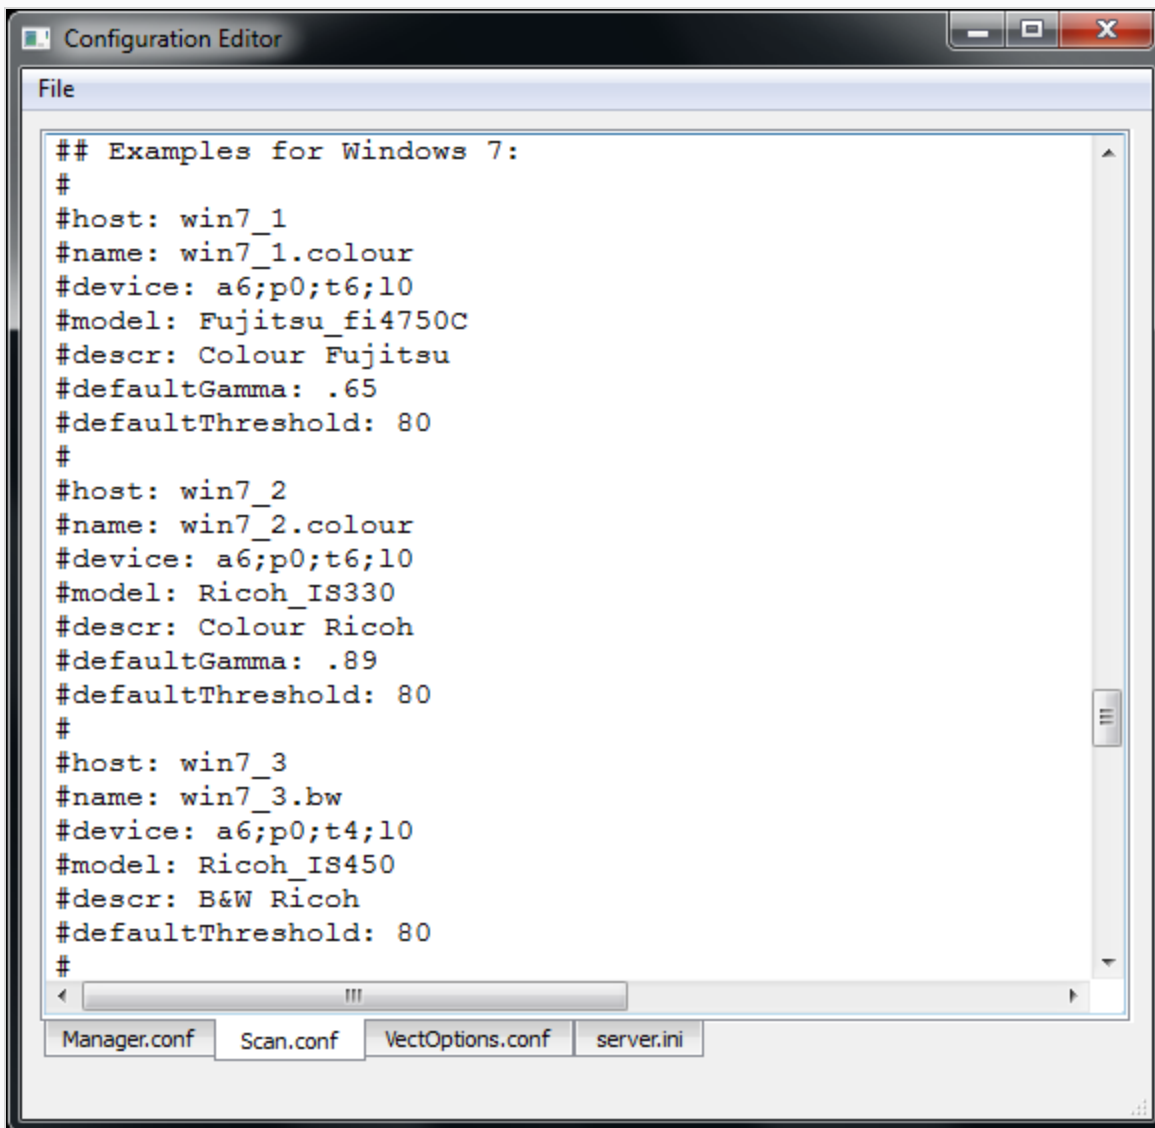 Configuration Editor
File
## Examples for Windows 7:
#
#host: win7_1
#name: win7_1.colour
#device: a6;p0;t6;l0
#model: Fujitsu_fi4750C
#descr: Colour Fujitsu
#defaultGamma: .65
#defaultThreshold: 80
#
#host: win7_2
#name: win7_2.colour
#device: a6;p0;t6;l0
#model: Ricoh_IS330
#descr: Colour Ricoh
#defaultGamma: .89
#defaultThreshold: 80
#
#host: win7_3
#name: win7_3.bw
#device: a6;p0;t4;l0
#model: Ricoh_IS450
#descr: B&W Ricoh
#defaultThreshold: 80
#
Manager.conf Scan.conf VectOptions.conf server.ini